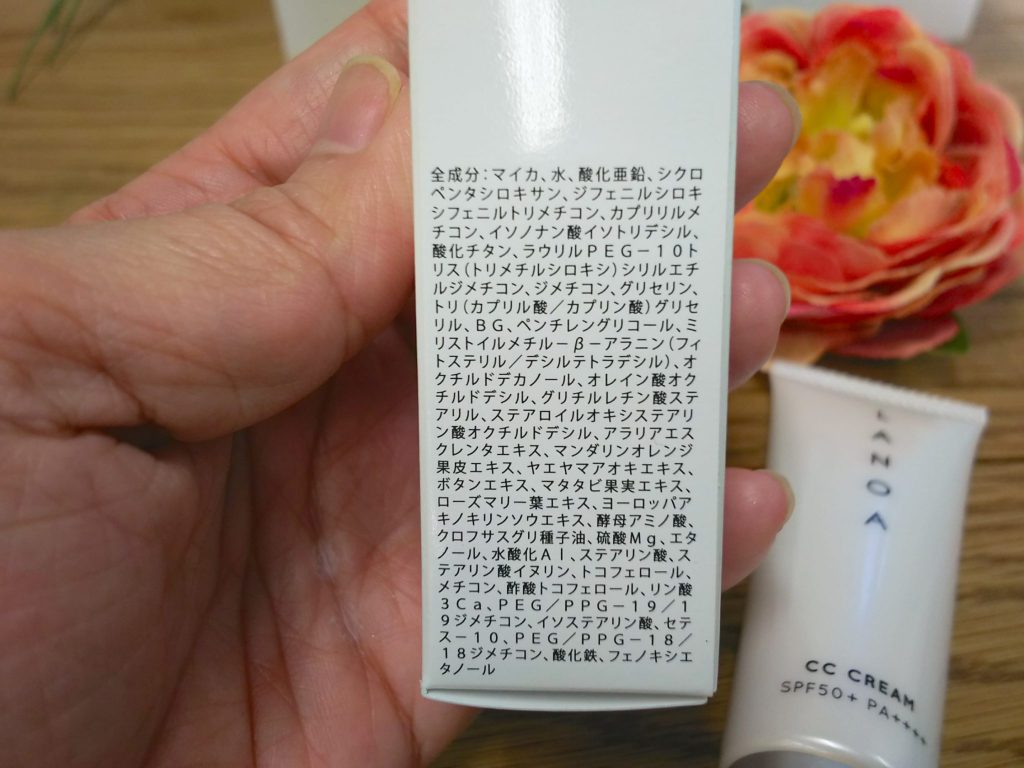 全成分：マイカ、水、酸化亜鉛、シクロ
ペンタシロキサン、ジフェニルシロキ
シフェニルトリメチコン、カプリリルメ
チコン、イソノナン酸イソトリデシル、
酸化チタン、ラウリルＰＥＧ－１０ト
リス（トリメチルシロキシ）シリルエチ
ルジメチコン、ジメチコン、グリセリン、
トリ（カプリル酸／カプリン酸）グリセ
リル、ＢＧ、ペンチレングリコール、ミ
リストイルメチル－β－アラニン（フィ
トステリル／デシルテトラデシル）、オ
クチルドデカノール、オレイン酸オク
チルドデシル、グリチルレチン酸ステ
アリル、ステアロイルオキシステアリ
ン酸オクチルドデシル、アラリアエス
クレンタエキス、マンダリンオレンジ
果皮エキス、ヤエヤマアオキエキス、
ボタンエキス、マタタビ果実エキス、
ローズマリー葉エキス、ヨーロッパア
キノキリンソウエキス、酵母アミノ酸、
クロフサスグリ種子油、硫酸Ｍｇ、エタ
ノール、水酸化Ａｌ、ステアリン酸、ス
テアリン酸イヌリン、トコフェロール、
メチコン、酢酸トコフェロール、リン酸
３Ｃａ、ＰＥＧ／ＰＰＧ－１９／１
９ジメチコン、イソステアリン酸、セテ
ス－１０、ＰＥＧ／ＰＰＧ－１８／
１８ジメチコン、酸化鉄、フェノキシエ
タノール
LANOA
CC CREAM
SPF50+ PA++++